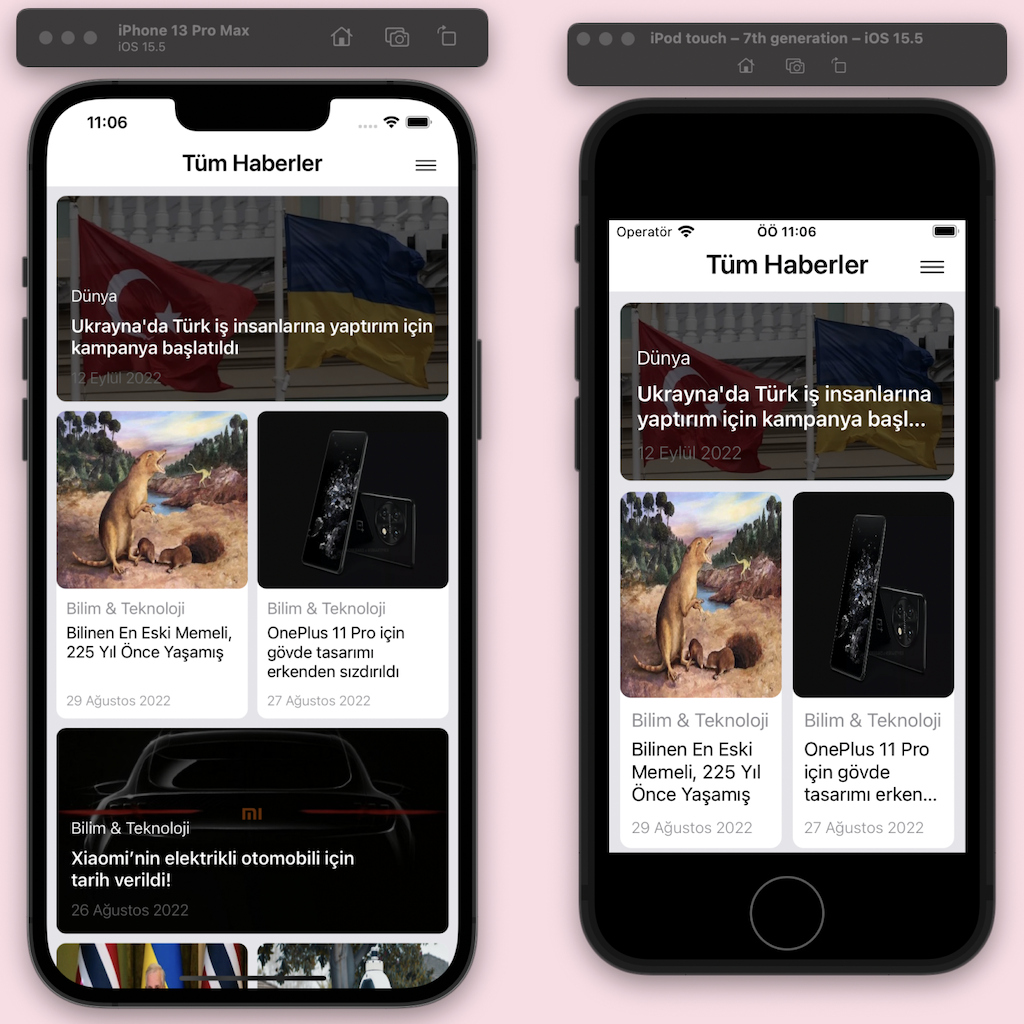 iPhone 13 Pro Max
iOS 15.5
11:06
Tüm Haberler
Dünya
Ukrayna'da Türk iş insanlarına yaptırım için
kampanya başlatıldı
12 Eylül 2022
Bilim & Teknoloji
Bilinen En Eski Memeli,
225 Yıl Önce Yaşamış
29 Ağustos 2022
Bilim & Teknoloji
OnePlus 11 Pro için
gövde tasarımı
erkenden sızdırıldı
27 Ağustos 2022
MI
Bilim & Teknoloji
Xiaomi’nin elektrikli otomobili için
tarih verildi!
26 Ağustos 2022
iPod touch – 7th generation – iOS 15.5
Operatör
ÖÖ 11:06
Tüm Haberler
Dünya
Ukrayna'da Türk iş insanlarına
yaptırım için kampanya başl...
12 Eylül 2022
Bilim & Teknoloji
Bilinen En Eski
Memeli, 225 Yıl
Önce Yaşamış
29 Ağustos 2022
Bilim & Teknoloji
OnePlus 11 Pro
için gövde
tasarımı erken...
27 Ağustos 2022